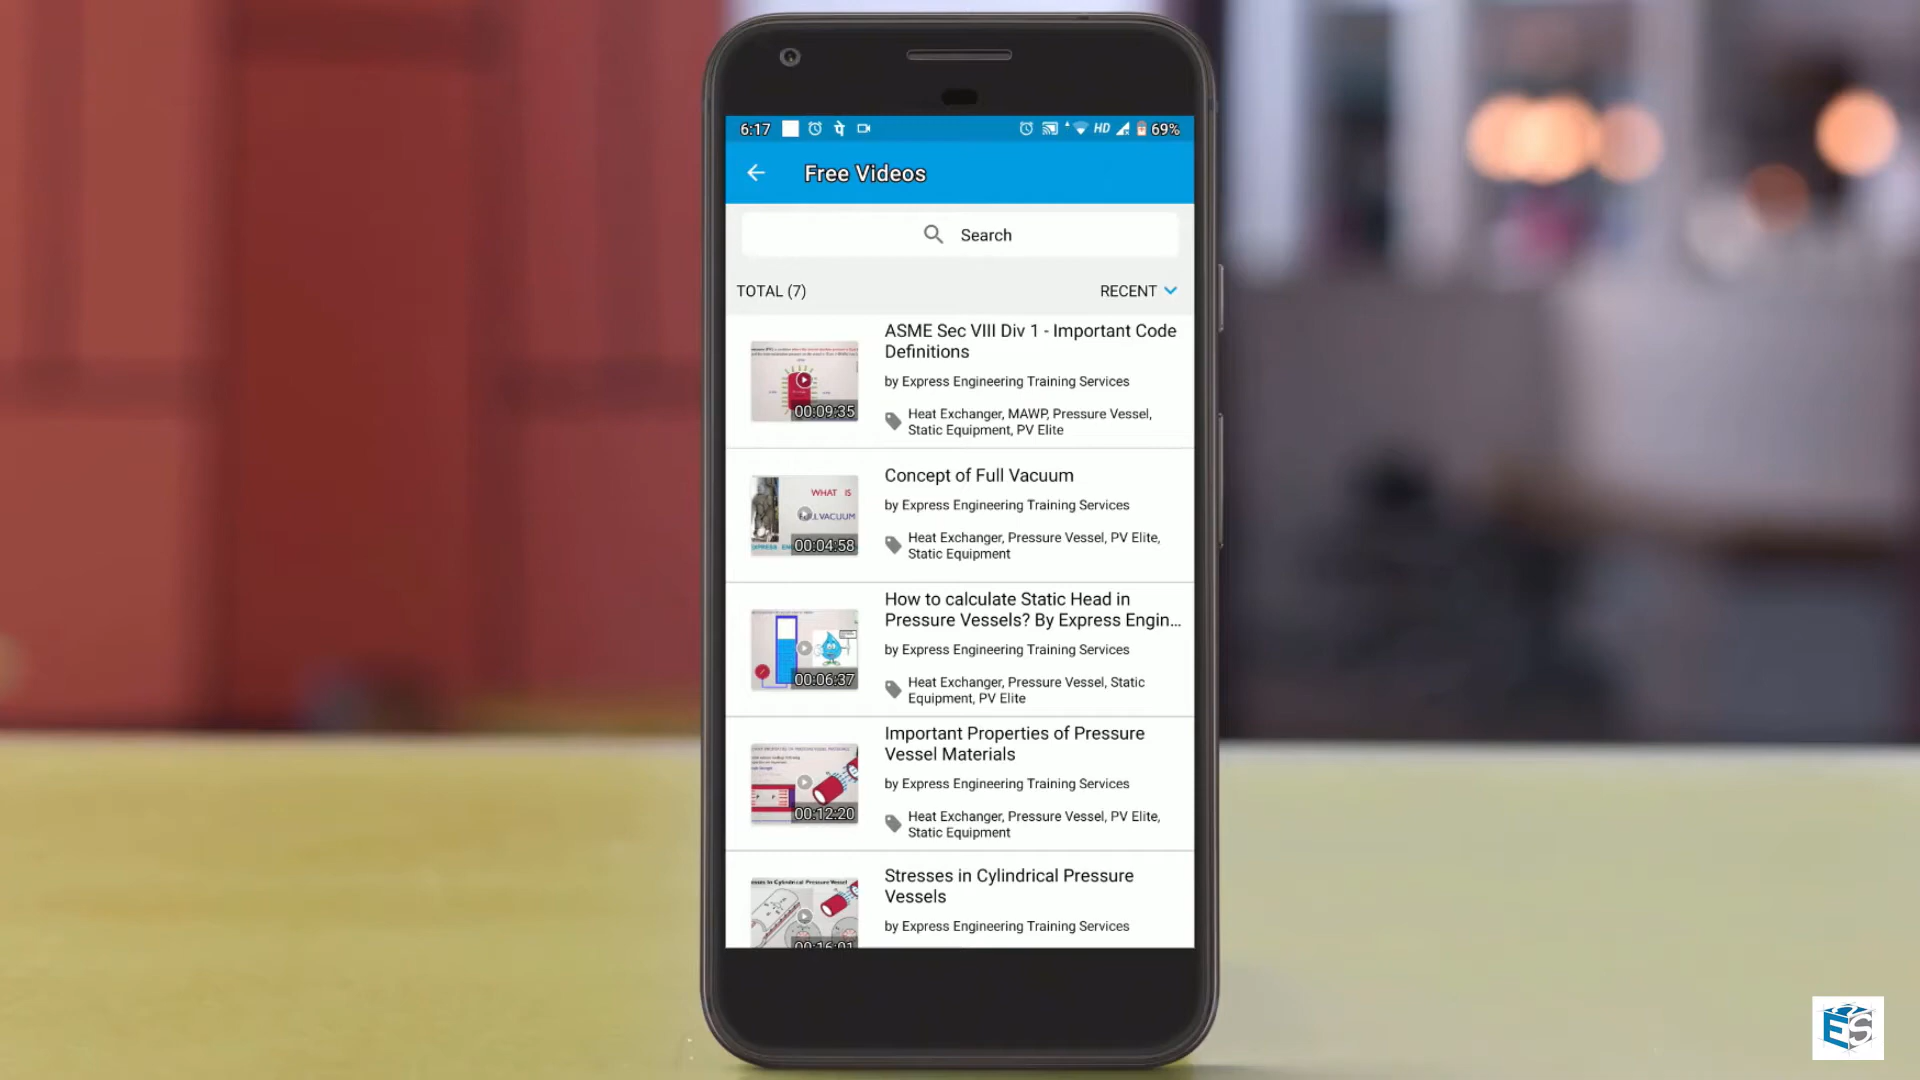 6:17 HD 69%
Free Videos
Search
TOTAL (7) RECENT
ASME Sec VIII Div 1 - Important Code
Definitions
by Express Engineering Training Services
00:09:35
Heat Exchanger, MAWP, Pressure Vessel,
Static Equipment, PV Elite
Concept of Full Vacuum
WHAT IS
FULL VACUUM
by Express Engineering Training Services
00:04:58
Heat Exchanger, Pressure Vessel, PV Elite,
Static Equipment
How to calculate Static Head in
Pressure Vessels? By Express Engin...
by Express Engineering Training Services
00:06:37
Heat Exchanger, Pressure Vessel, Static
Equipment, PV Elite
Important Properties of Pressure
Vessel Materials
by Express Engineering Training Services
00:12:20
Heat Exchanger, Pressure Vessel, PV Elite,
Static Equipment
Stresses in Cylindrical Pressure
Vessels
by Express Engineering Training Services
00:16:01
ES